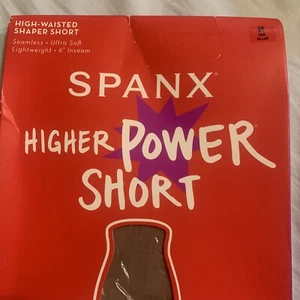 HIGH-WAISTED
SHAPER SHORT
Seamless • Ultra Soft
Lightweight • 6" Inseam
SPANX®
HIGHER POWER
SHORT